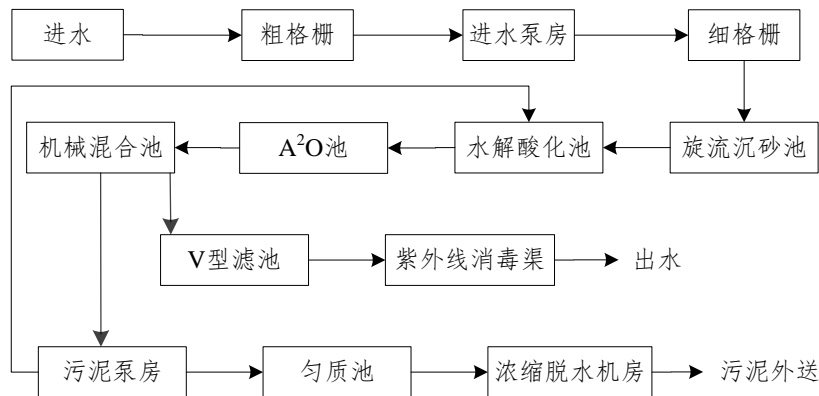 进水
粗格栅
进水泵房
细格栅
机械混合池
A²O池
水解酸化池
旋流沉砂池
V型滤池
紫外线消毒渠
出水
污泥泵房
匀质池
浓缩脱水机房
污泥外送